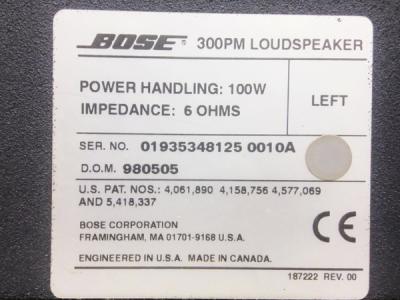 BOSE® 300PM LOUDSPEAKER
POWER HANDLING: 100W
IMPEDANCE: 6 OHMS
LEFT
SER. NO. 01935348125 0010A
D.O.M. 980505
U.S. PAT. NOS.: 4,061,890 4,158,756 4,577,069
AND 5,418,337
BOSE CORPORATION
FRAMINGHAM, MA 01701-9168 U.S.A.
CE
ENGINEERED IN U.S.A. MADE IN CANADA.
187222 REV. 00